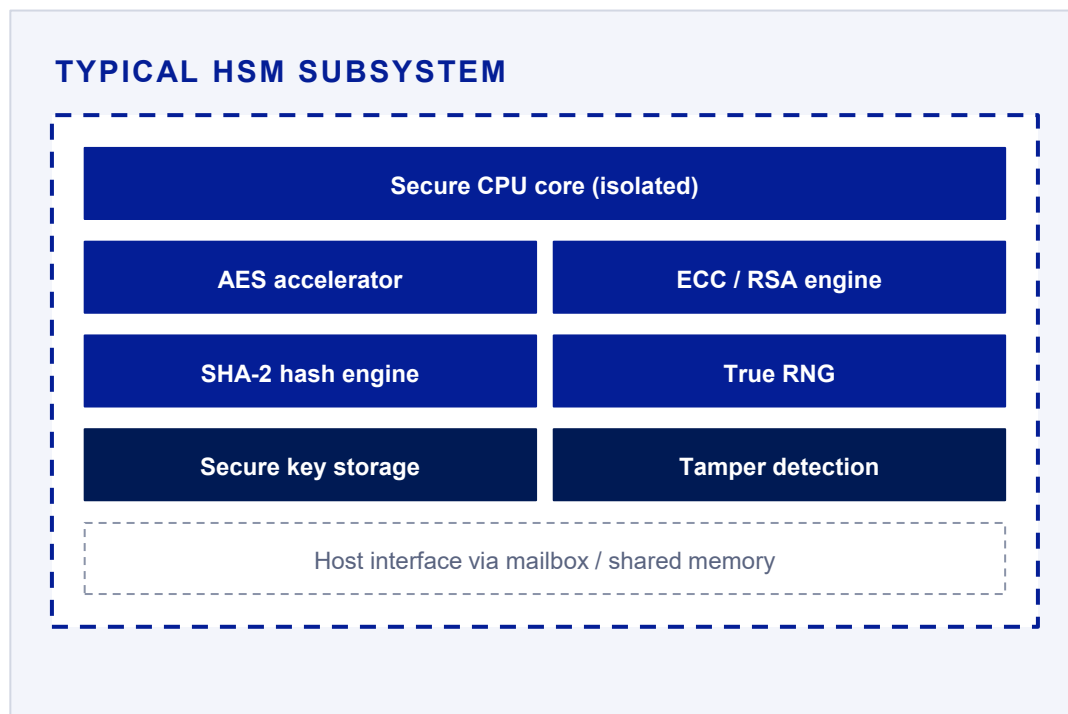 TYPICAL HSM SUBSYSTEM
Secure CPU core (isolated)
AES accelerator
ECC / RSA engine
SHA-2 hash engine
True RNG
Secure key storage
Tamper detection
Host interface via mailbox / shared memory